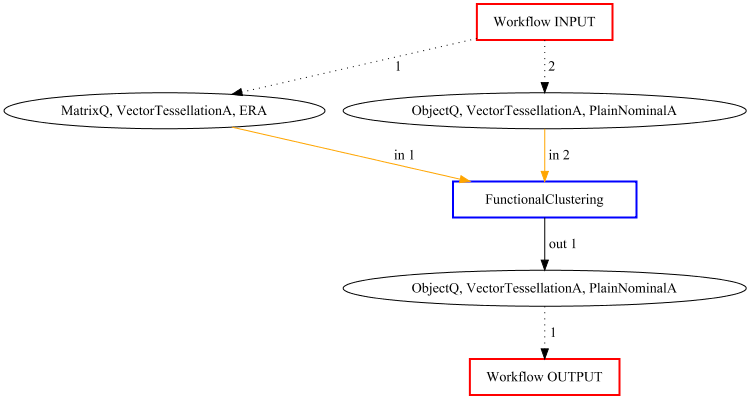 Workflow INPUT
1
2
MatrixQ, VectorTessellationA, ERA
ObjectQ, VectorTessellationA, PlainNominalA
in 1
in 2
FunctionalClustering
out 1
ObjectQ, VectorTessellationA, PlainNominalA
1
Workflow OUTPUT